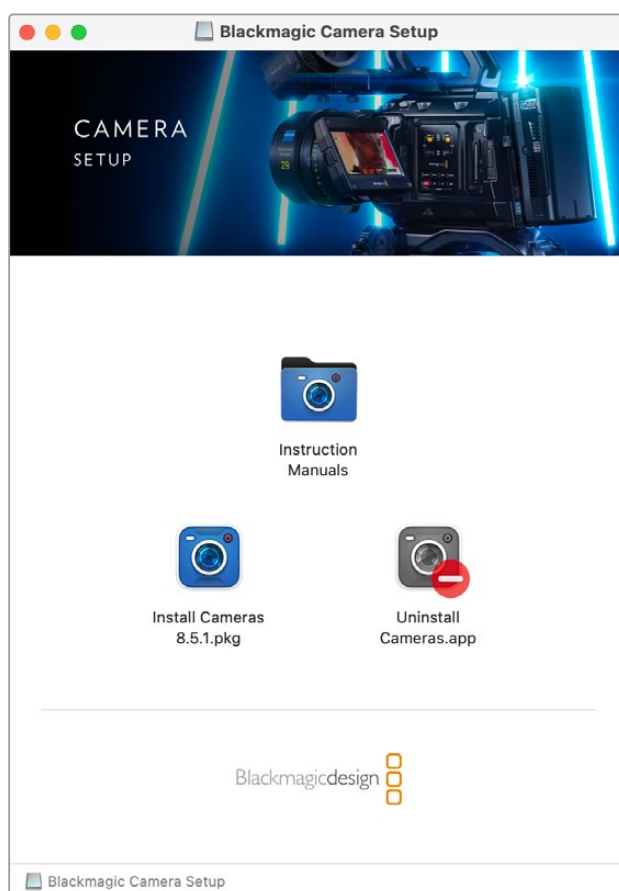 Blackmagic Camera Setup
CAMERA
SETUP
29
Instruction
Manuals
Install Cameras
8.5.1.pkg
Uninstall
Cameras.app
Blackmagicdesign
Blackmagic Camera Setup